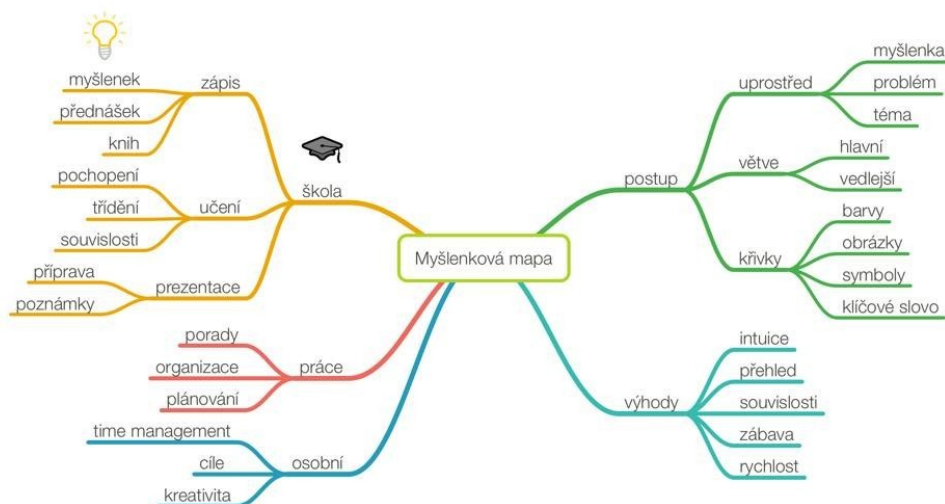 myšlenek
přednášek
knih
zápis
pochopení
třídění
souvislosti
učení
příprava
poznámky
prezentace
škola
porady
organizace
plánování
práce
time management
cíle
kreativita
osobní
Myšlenková mapa
postup
uprostřed
myšlenka
problém
téma
větve
hlavní
vedlejší
křivky
barvy
obrázky
symboly
klíčové slovo
výhody
intuice
přehled
souvislosti
zábava
rychlost